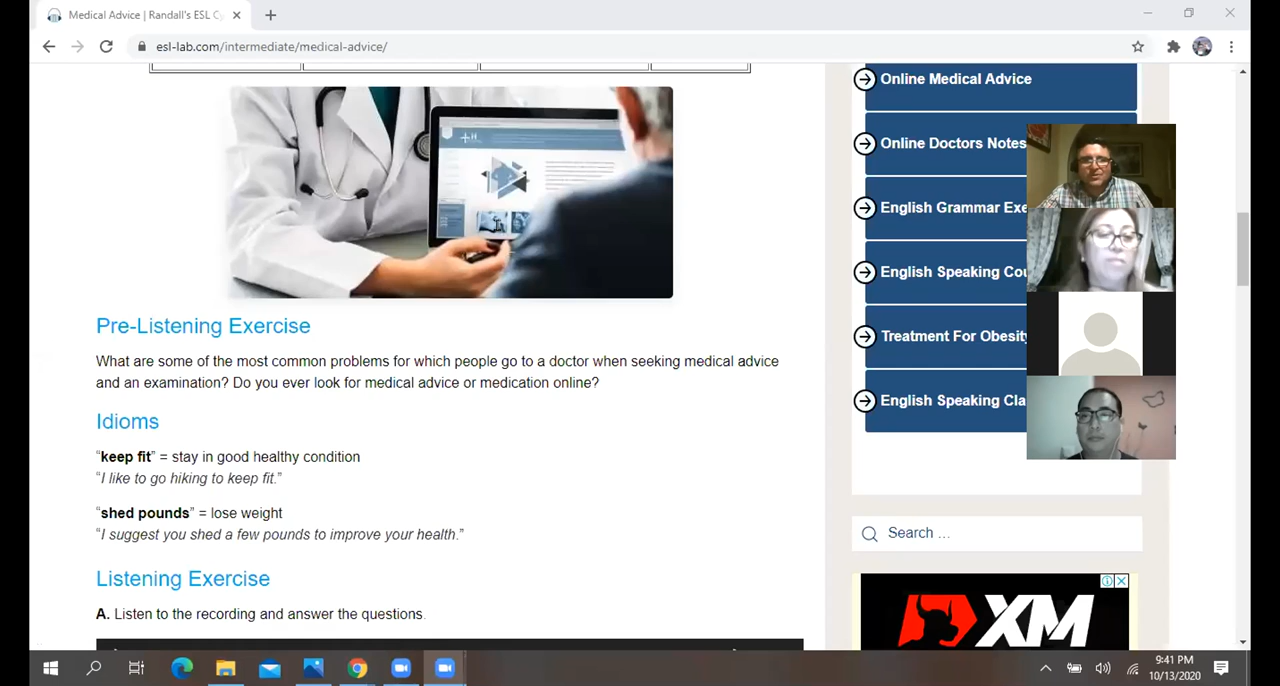 Medical Advice | Randall's ESL C
esl-lab.com/intermediate/medical-advice/
Pre-Listening Exercise
What are some of the most common problems for which people go to a doctor when seeking medical advice
and an examination? Do you ever look for medical advice or medication online?
Idioms
“keep fit” = stay in good healthy condition
“I like to go hiking to keep fit.”
“shed pounds” = lose weight
“I suggest you shed a few pounds to improve your health.”
Listening Exercise
A. Listen to the recording and answer the questions.
Online Medical Advice
Online Doctors Notes
English Grammar Exe
English Speaking Cou
Treatment For Obesity
English Speaking Cla
Search …
XM
9:41 PM
10/13/2020